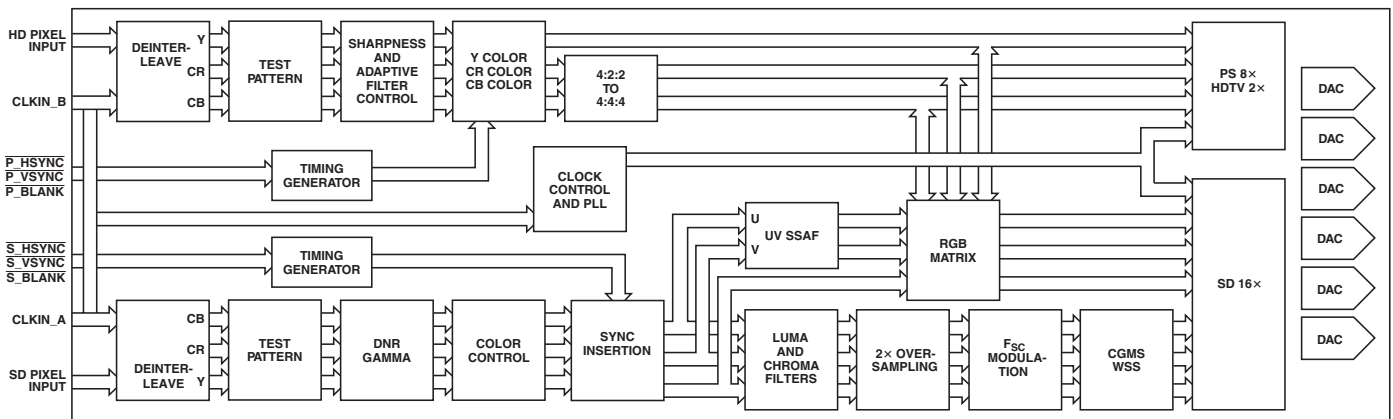 HD PIXEL
INPUT
CLKIN_B
P_HSYNC
P_VSYNC
P_BLANK
S_HSYNC
S_VSYNC
S_BLANK
CLKIN_A
SD PIXEL
INPUT
DEINTER-
LEAVE
Y
CR
CB
TEST
PATTERN
SHARPNESS
AND
ADAPTIVE
FILTER
CONTROL
Y COLOR
CR COLOR
CB COLOR
4:2:2
TO
4:4:4
PS 8×
HDTV 2×
TIMING
GENERATOR
CLOCK
CONTROL
AND PLL
TIMING
GENERATOR
U
UV SSAF
V
RGB
MATRIX
SD 16×
CB
CR
DEINTER-
LEAVE
Y
TEST
PATTERN
DNR
GAMMA
COLOR
CONTROL
SYNC
INSERTION
LUMA
AND
CHROMA
FILTERS
2× OVER-
SAMPLING
FSC
MODULA-
TION
CGMS
WSS
DAC
DAC
DAC
DAC
DAC
DAC